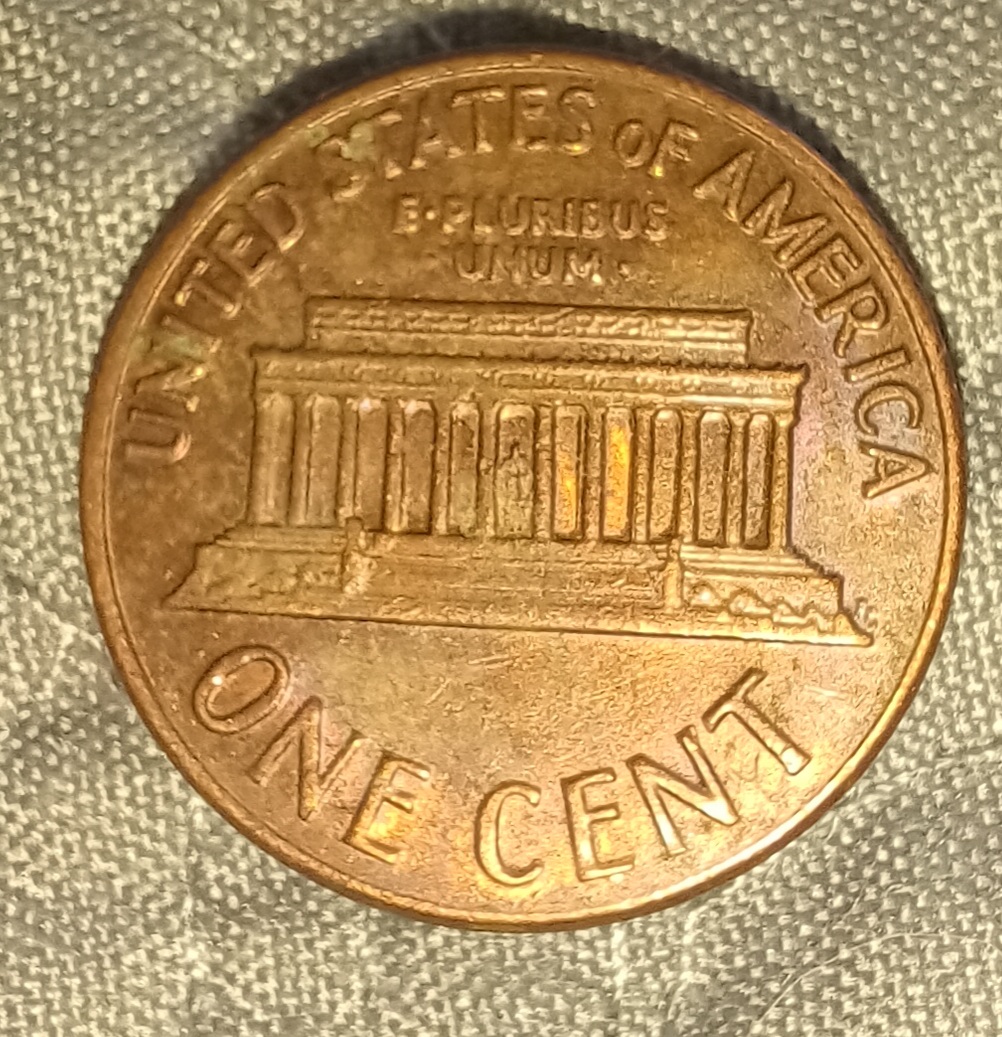 UNITED STATES OF AMERICA
E·PLURIBUS
UNUM·
ONE CENT